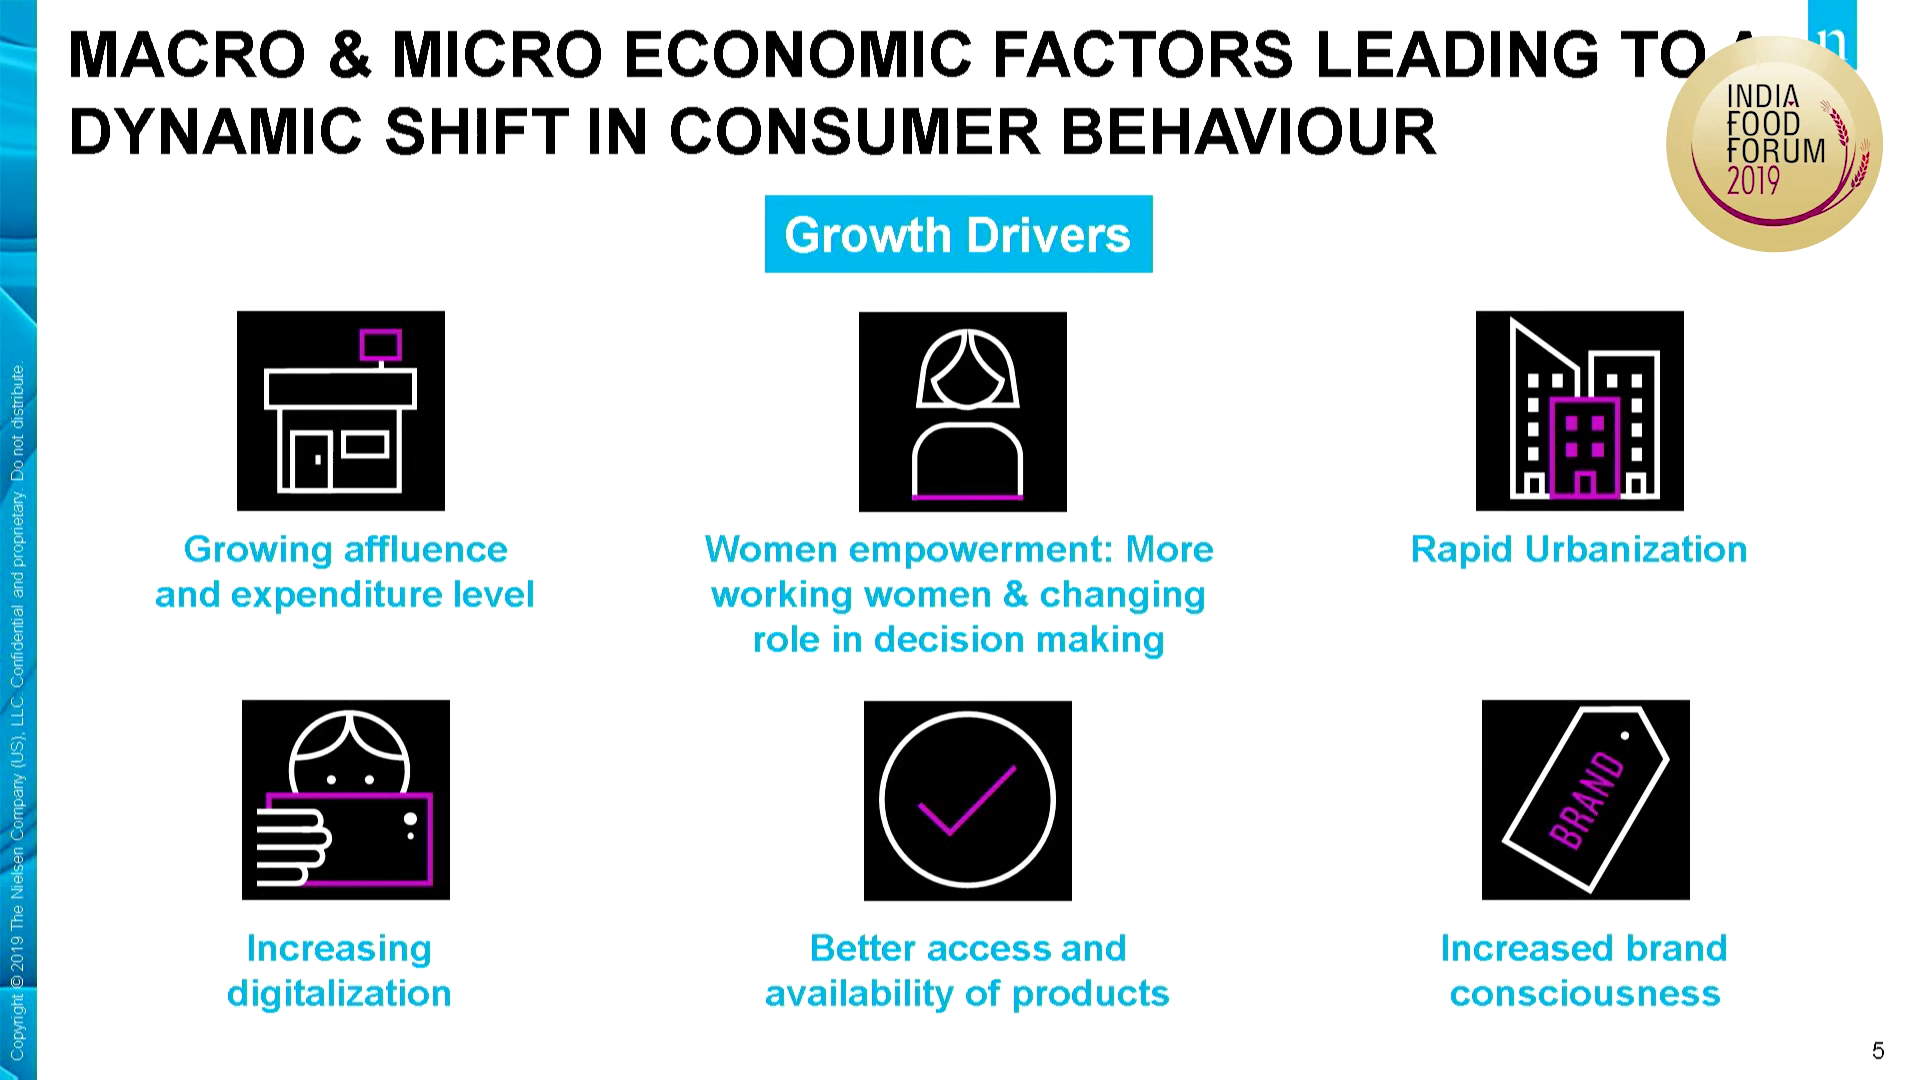 MACRO & MICRO ECONOMIC FACTORS LEADING TO A
DYNAMIC SHIFT IN CONSUMER BEHAVIOUR
n
INDIA
FOOD
FORUM
2019
Growth Drivers
Growing affluence
and expenditure level
Women empowerment: More
working women & changing
role in decision making
Rapid Urbanization
BRAND
Increasing
digitalization
Better access and
availability of products
Increased brand
consciousness
Copyright © 2019 The Nielsen Company (US), LLC. Confidential and proprietary. Do not distribute.
5